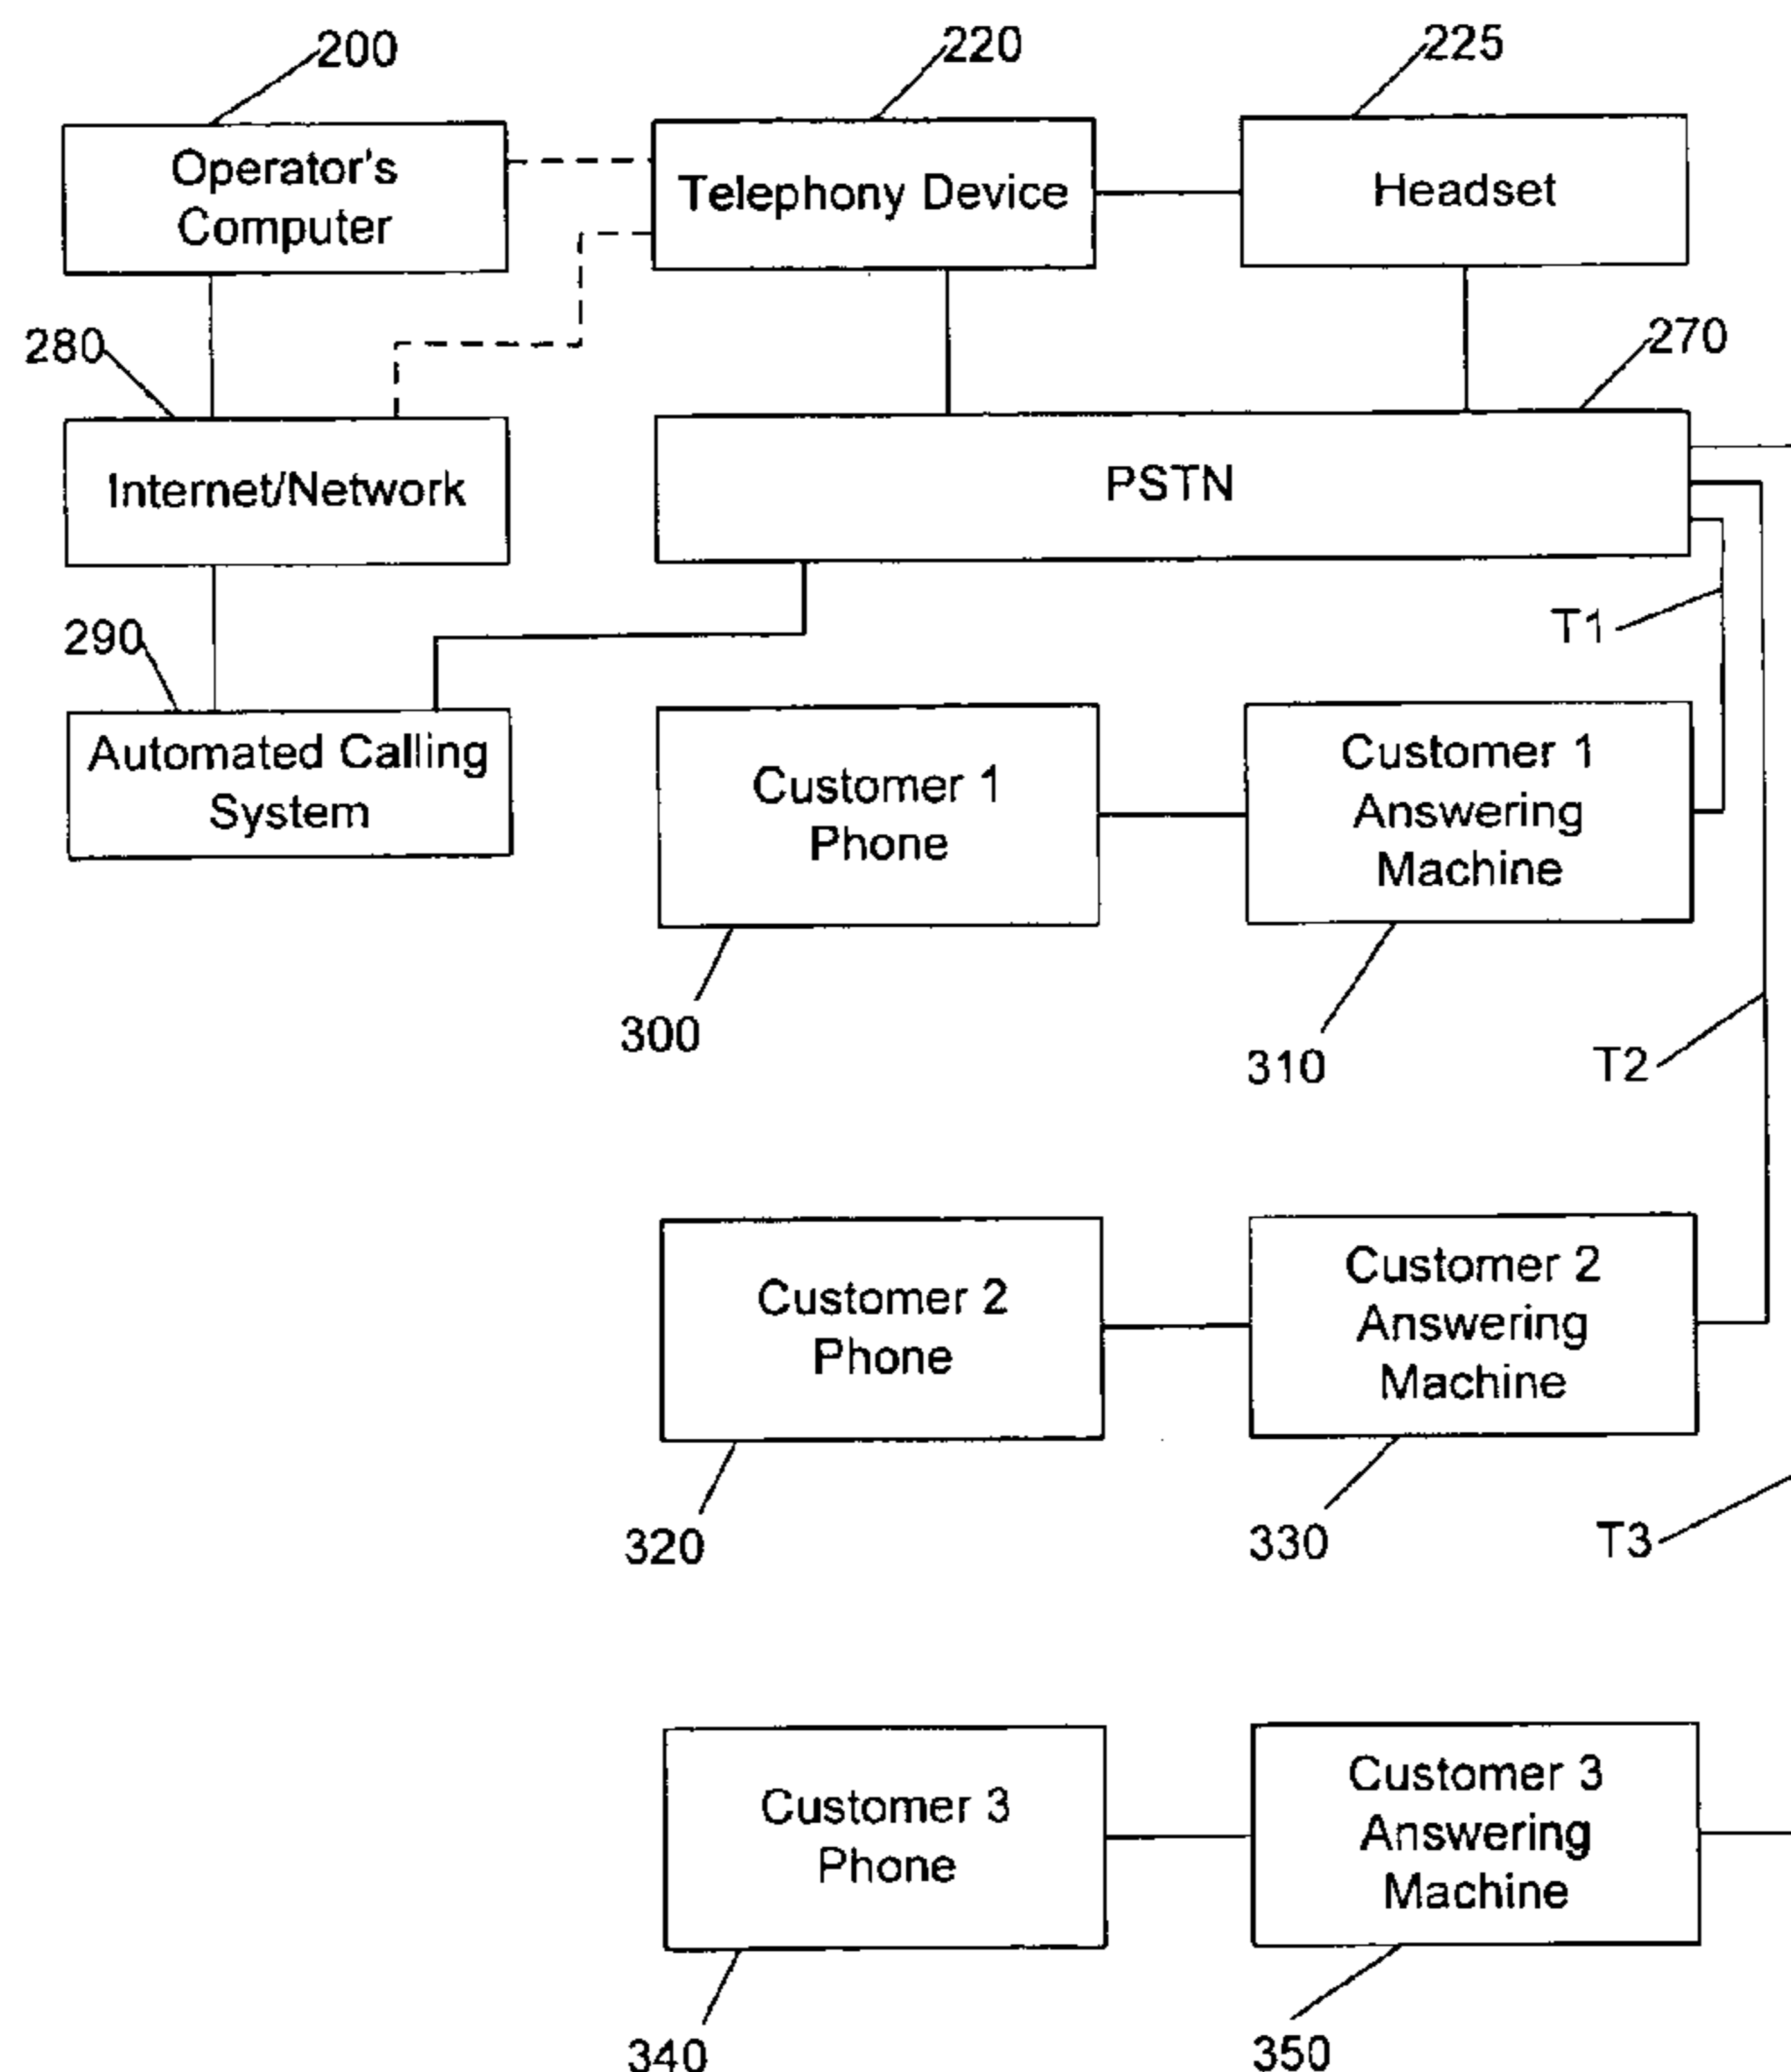 200
220
225
Operator's
Computer
Telephony Device
Headset
280
270
Internet/Network
PSTN
290
T1
Automated Calling
System
Customer 1
Phone
Customer 1
Answering
Machine
300
310
T2
Customer 2
Phone
Customer 2
Answering
Machine
320
330
T3
Customer 3
Phone
Customer 3
Answering
Machine
340
350